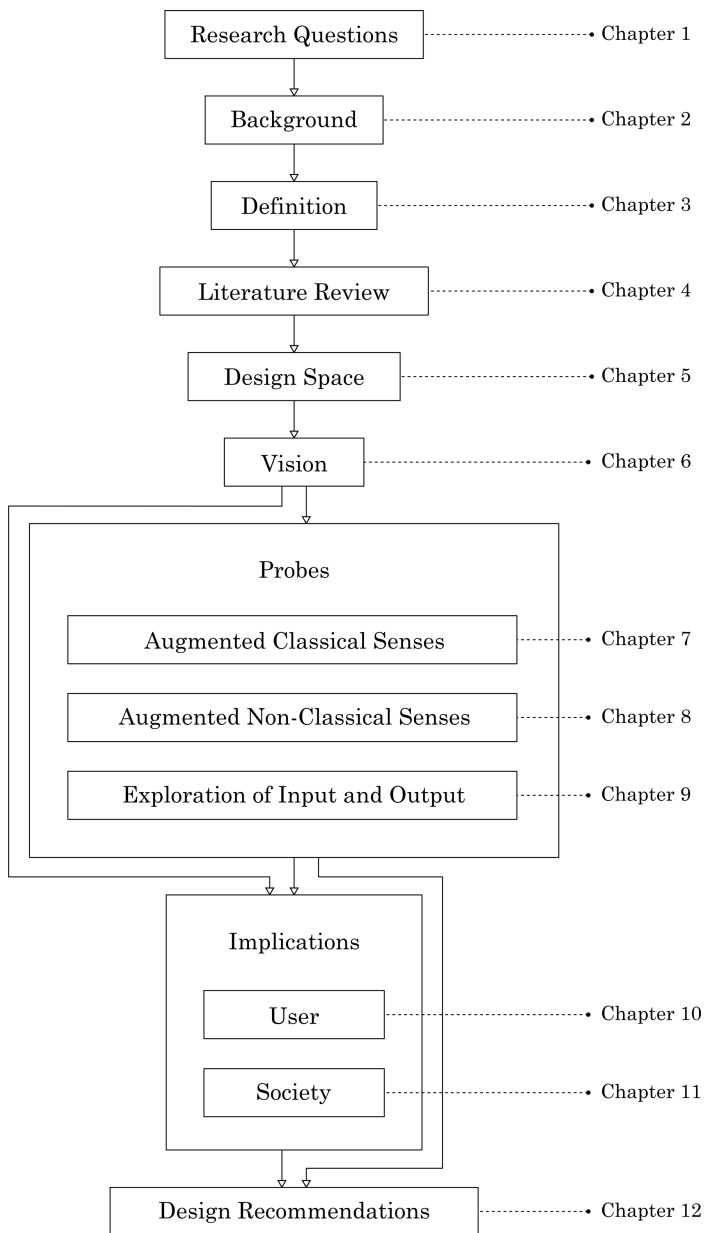 Research Questions
Chapter 1
Background
Chapter 2
Definition
Chapter 3
Literature Review
Chapter 4
Design Space
Chapter 5
Vision
Chapter 6
Probes
Augmented Classical Senses
Chapter 7
Augmented Non-Classical Senses
Chapter 8
Exploration of Input and Output
Chapter 9
Implications
User
Chapter 10
Society
Chapter 11
Design Recommendations
Chapter 12